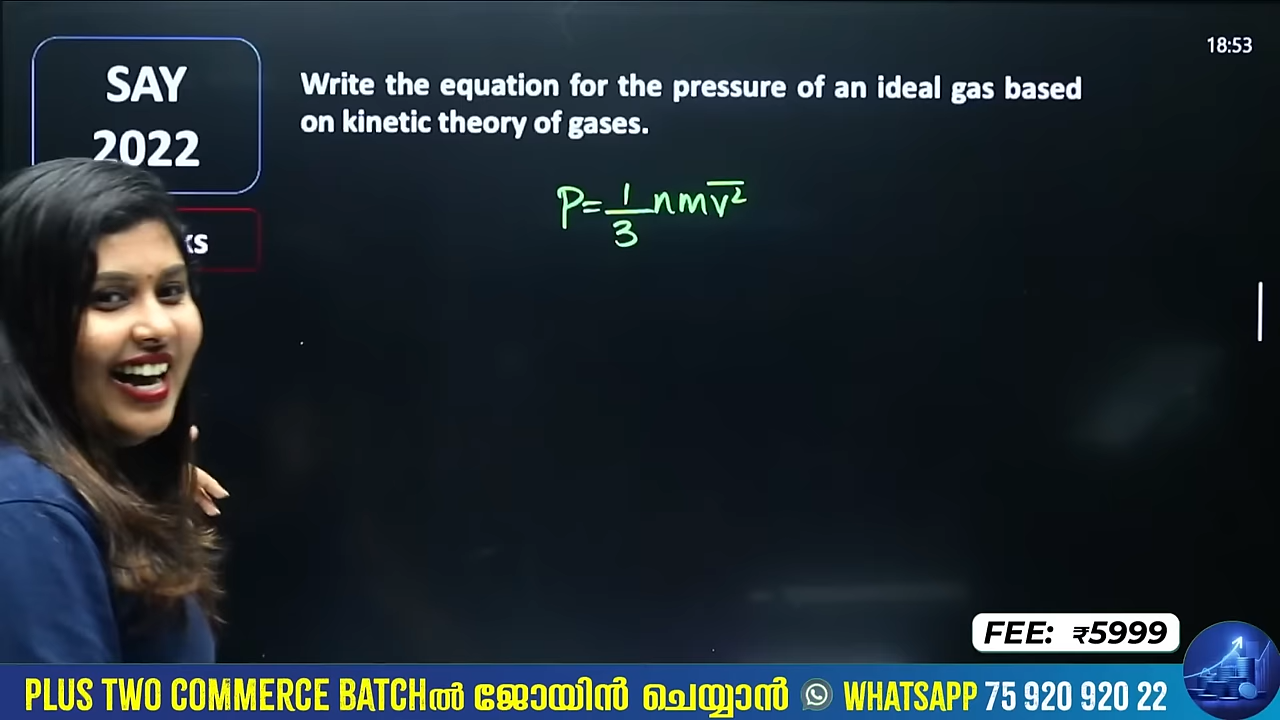 18:53
SAY
2022
Write the equation for the pressure of an ideal gas based
on kinetic theory of gases.
P = 1/3 nmv̅²
FEE: ₹5999
PLUS TWO COMMERCE BATCHൽ ജോയിൻ ചെയ്യാൻ WHATSAPP 75 920 920 22